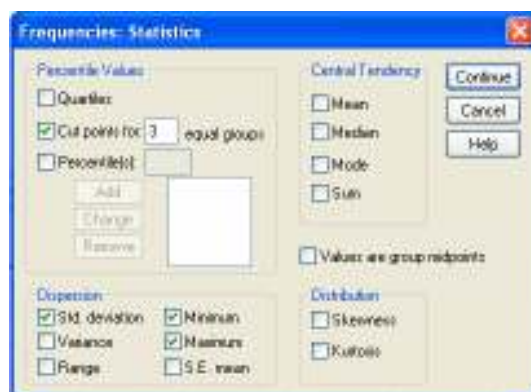 Frequencies: Statistics
Percentile Values
Quartiles
Cut points for: 3 equal groups
Percentile(s):
Add
Change
Remove
Central Tendency
Mean
Median
Mode
Sum
Continue
Cancel
Help
Values are group midpoints
Dispersion
Std. deviation
Minimum
Variance
Maximum
Range
S.E. mean
Distribution
Skewness
Kurtosis